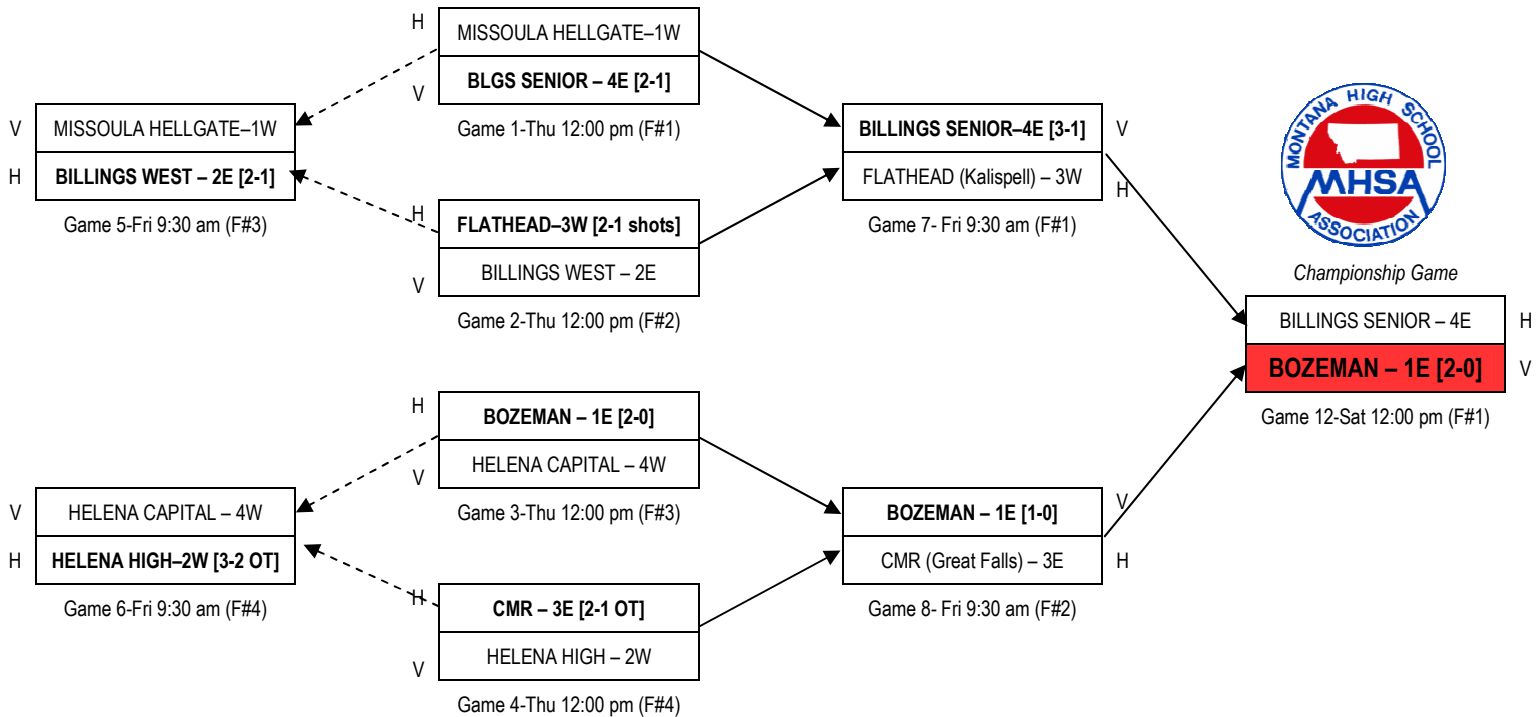 H
MISSOULA HELLGATE–1W
BLGS SENIOR – 4E [2-1]
V
Game 1-Thu 12:00 pm (F#1)
V
MISSOULA HELLGATE–1W
H
BILLINGS WEST – 2E [2-1]
Game 5-Fri 9:30 am (F#3)
H
FLATHEAD–3W [2-1 shots]
BILLINGS WEST – 2E
V
Game 2-Thu 12:00 pm (F#2)
BILLINGS SENIOR–4E [3-1]
V
FLATHEAD (Kalispell) – 3W
H
Game 7- Fri 9:30 am (F#1)
MONTANA HIGH SCHOOL
MHSA
ASSOCIATION
Championship Game
BILLINGS SENIOR – 4E
H
BOZEMAN – 1E [2-0]
V
Game 12-Sat 12:00 pm (F#1)
H
BOZEMAN – 1E [2-0]
HELENA CAPITAL – 4W
V
Game 3-Thu 12:00 pm (F#3)
V
HELENA CAPITAL – 4W
H
HELENA HIGH–2W [3-2 OT]
Game 6-Fri 9:30 am (F#4)
H
CMR – 3E [2-1 OT]
HELENA HIGH – 2W
V
Game 4-Thu 12:00 pm (F#4)
BOZEMAN – 1E [1-0]
V
CMR (Great Falls) – 3E
H
Game 8- Fri 9:30 am (F#2)